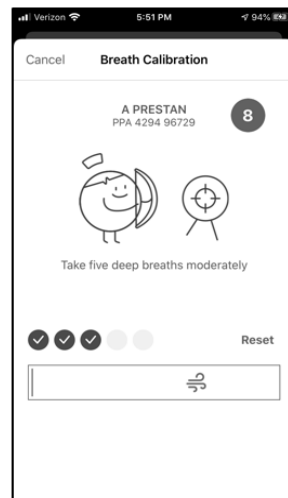 Verizon 5:51 PM 94%
Cancel Breath Calibration
A PRESTAN
PPA 4294 96729
8
Take five deep breaths moderately
Reset